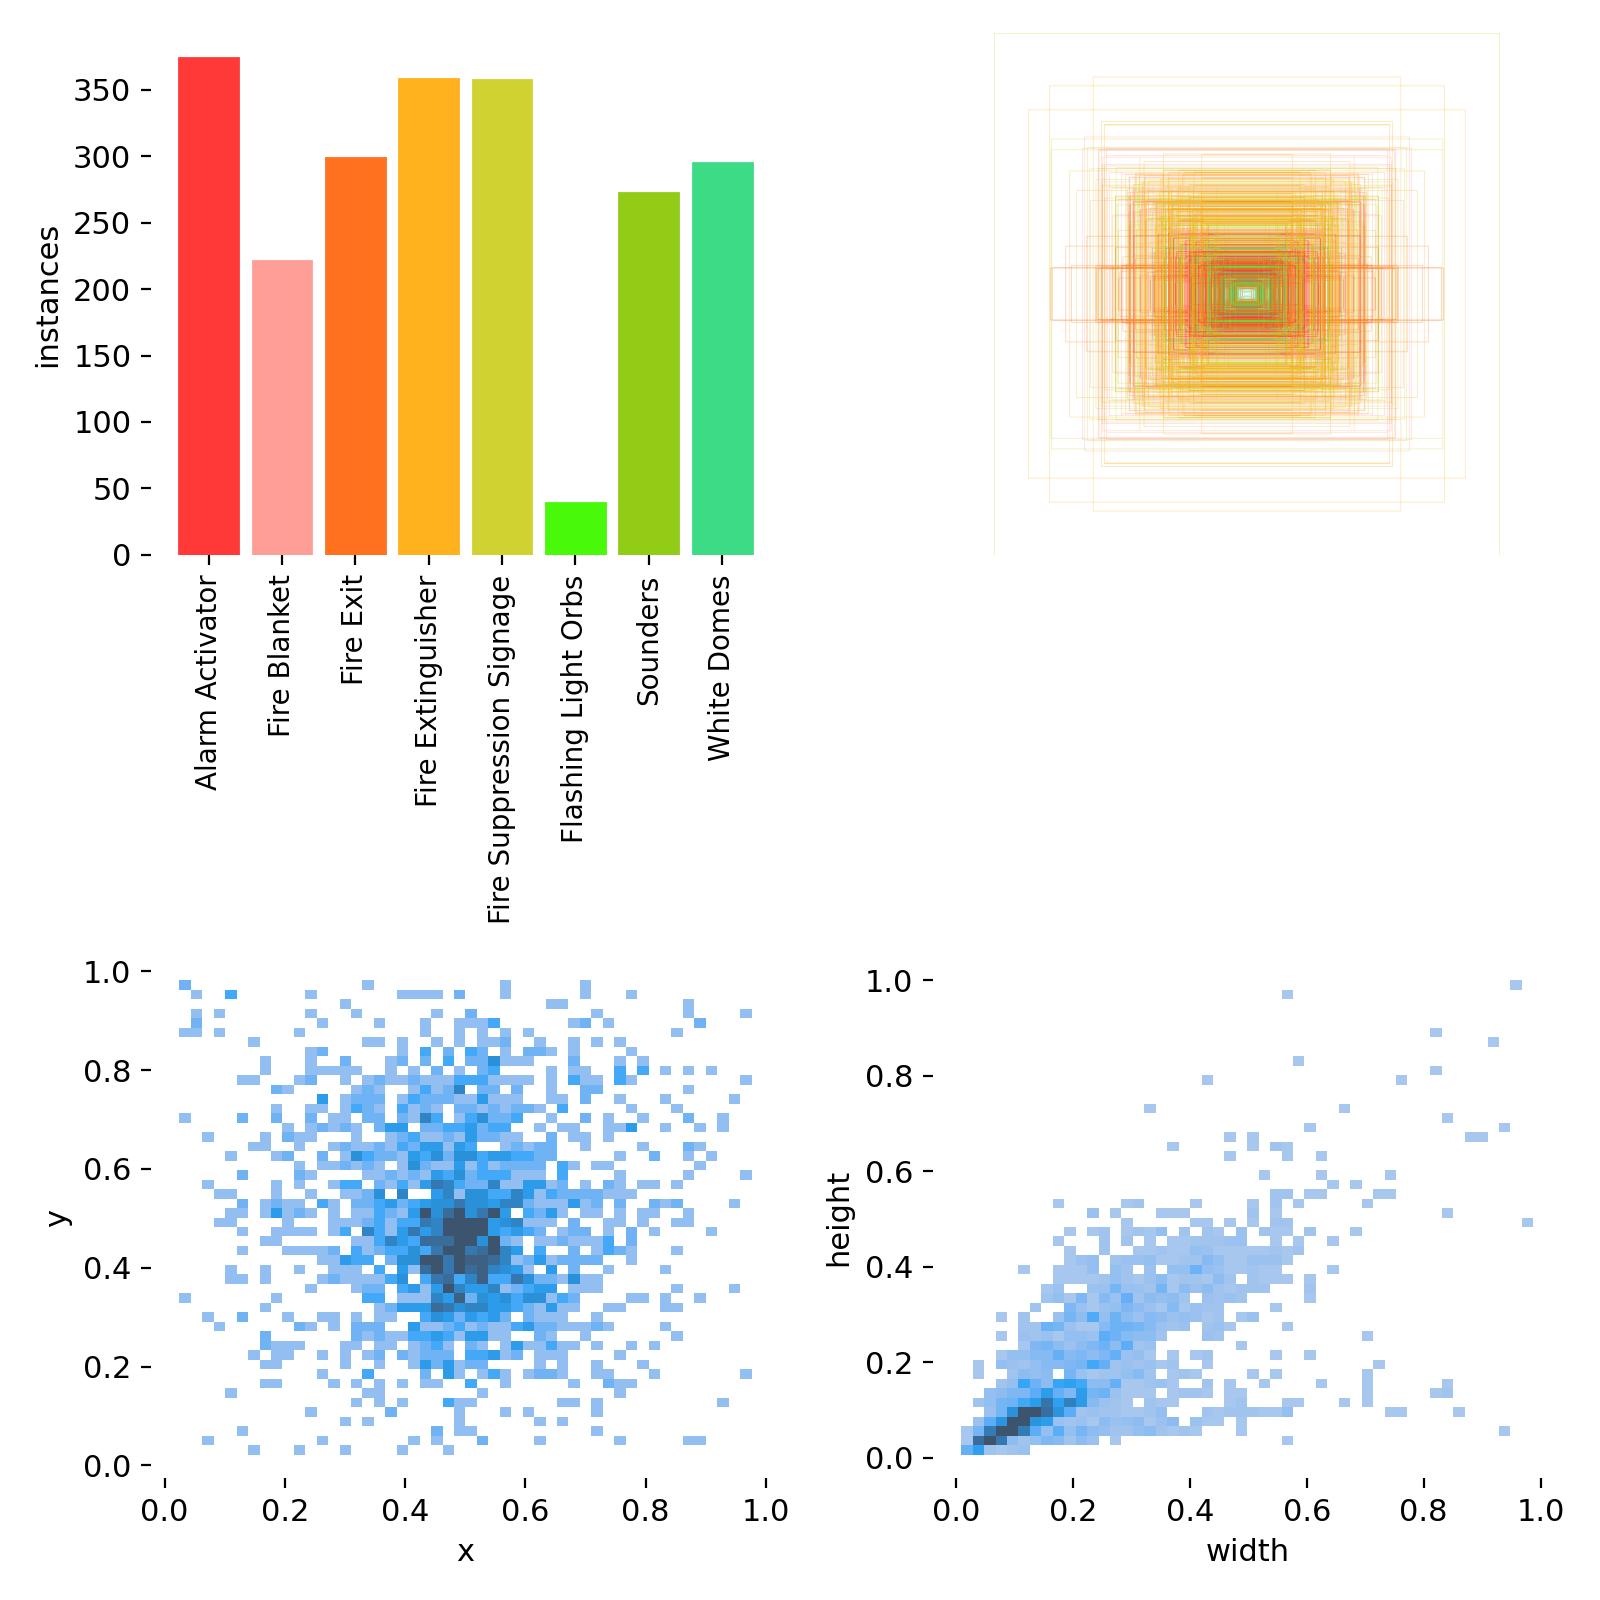 350
300
250
200
150
100
50
0
instances
Alarm Activator
Fire Blanket
Fire Exit
Fire Extinguisher
Fire Suppression Signage
Flashing Light Orbs
Sounders
White Domes
1.0
0.8
0.6
0.4
0.2
0.0
y
0.0 0.2 0.4 0.6 0.8 1.0
x
1.0
0.8
0.6
0.4
0.2
0.0
height
0.0 0.2 0.4 0.6 0.8 1.0
width